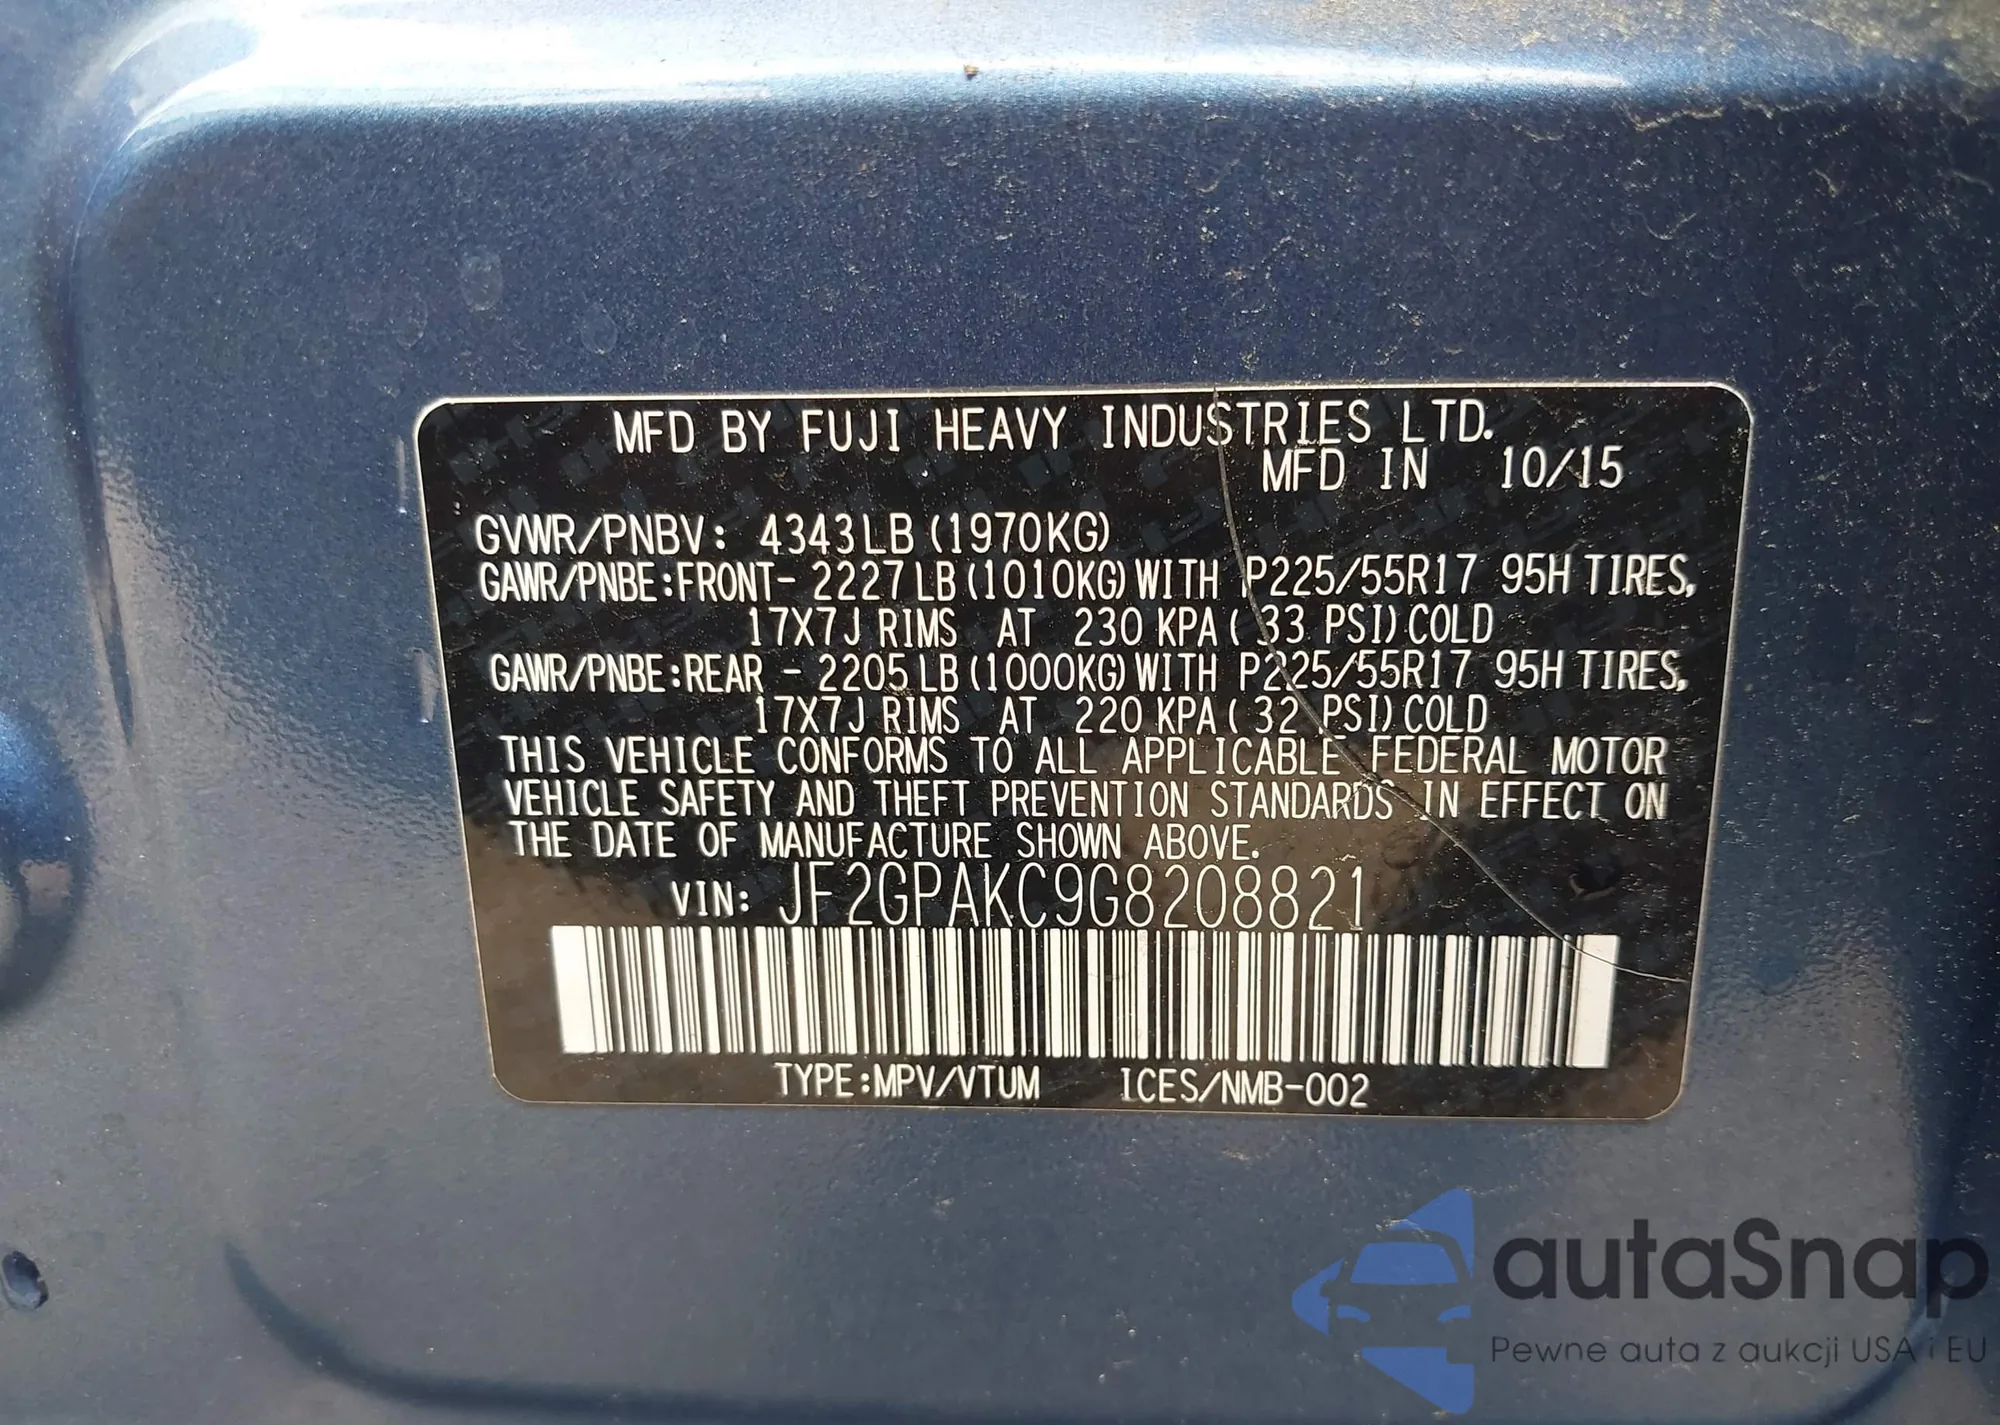 MFD BY FUJI HEAVY INDUSTRIES LTD.
MFD IN 10/15
GVWR/PNBV: 4343LB (1970KG)
GAWR/PNBE:FRONT- 2227LB (1010KG) WITH P225/55R17 95H TIRES,
17X7J RIMS AT 230 KPA( 33 PSI) COLD
GAWR/PNBE:REAR - 2205LB (1000KG) WITH P225/55R17 95H TIRES,
17X7J RIMS AT 220 KPA( 32 PSI) COLD
THIS VEHICLE CONFORMS TO ALL APPLICABLE FEDERAL MOTOR
VEHICLE SAFETY AND THEFT PREVENTION STANDARDS IN EFFECT ON
THE DATE OF MANUFACTURE SHOWN ABOVE.
VIN: JF2GPAKC9G8208821
TYPE:MPV/VTUM ICES/NMB-002
autaSnap
Pewne auta z aukcji USA i EU